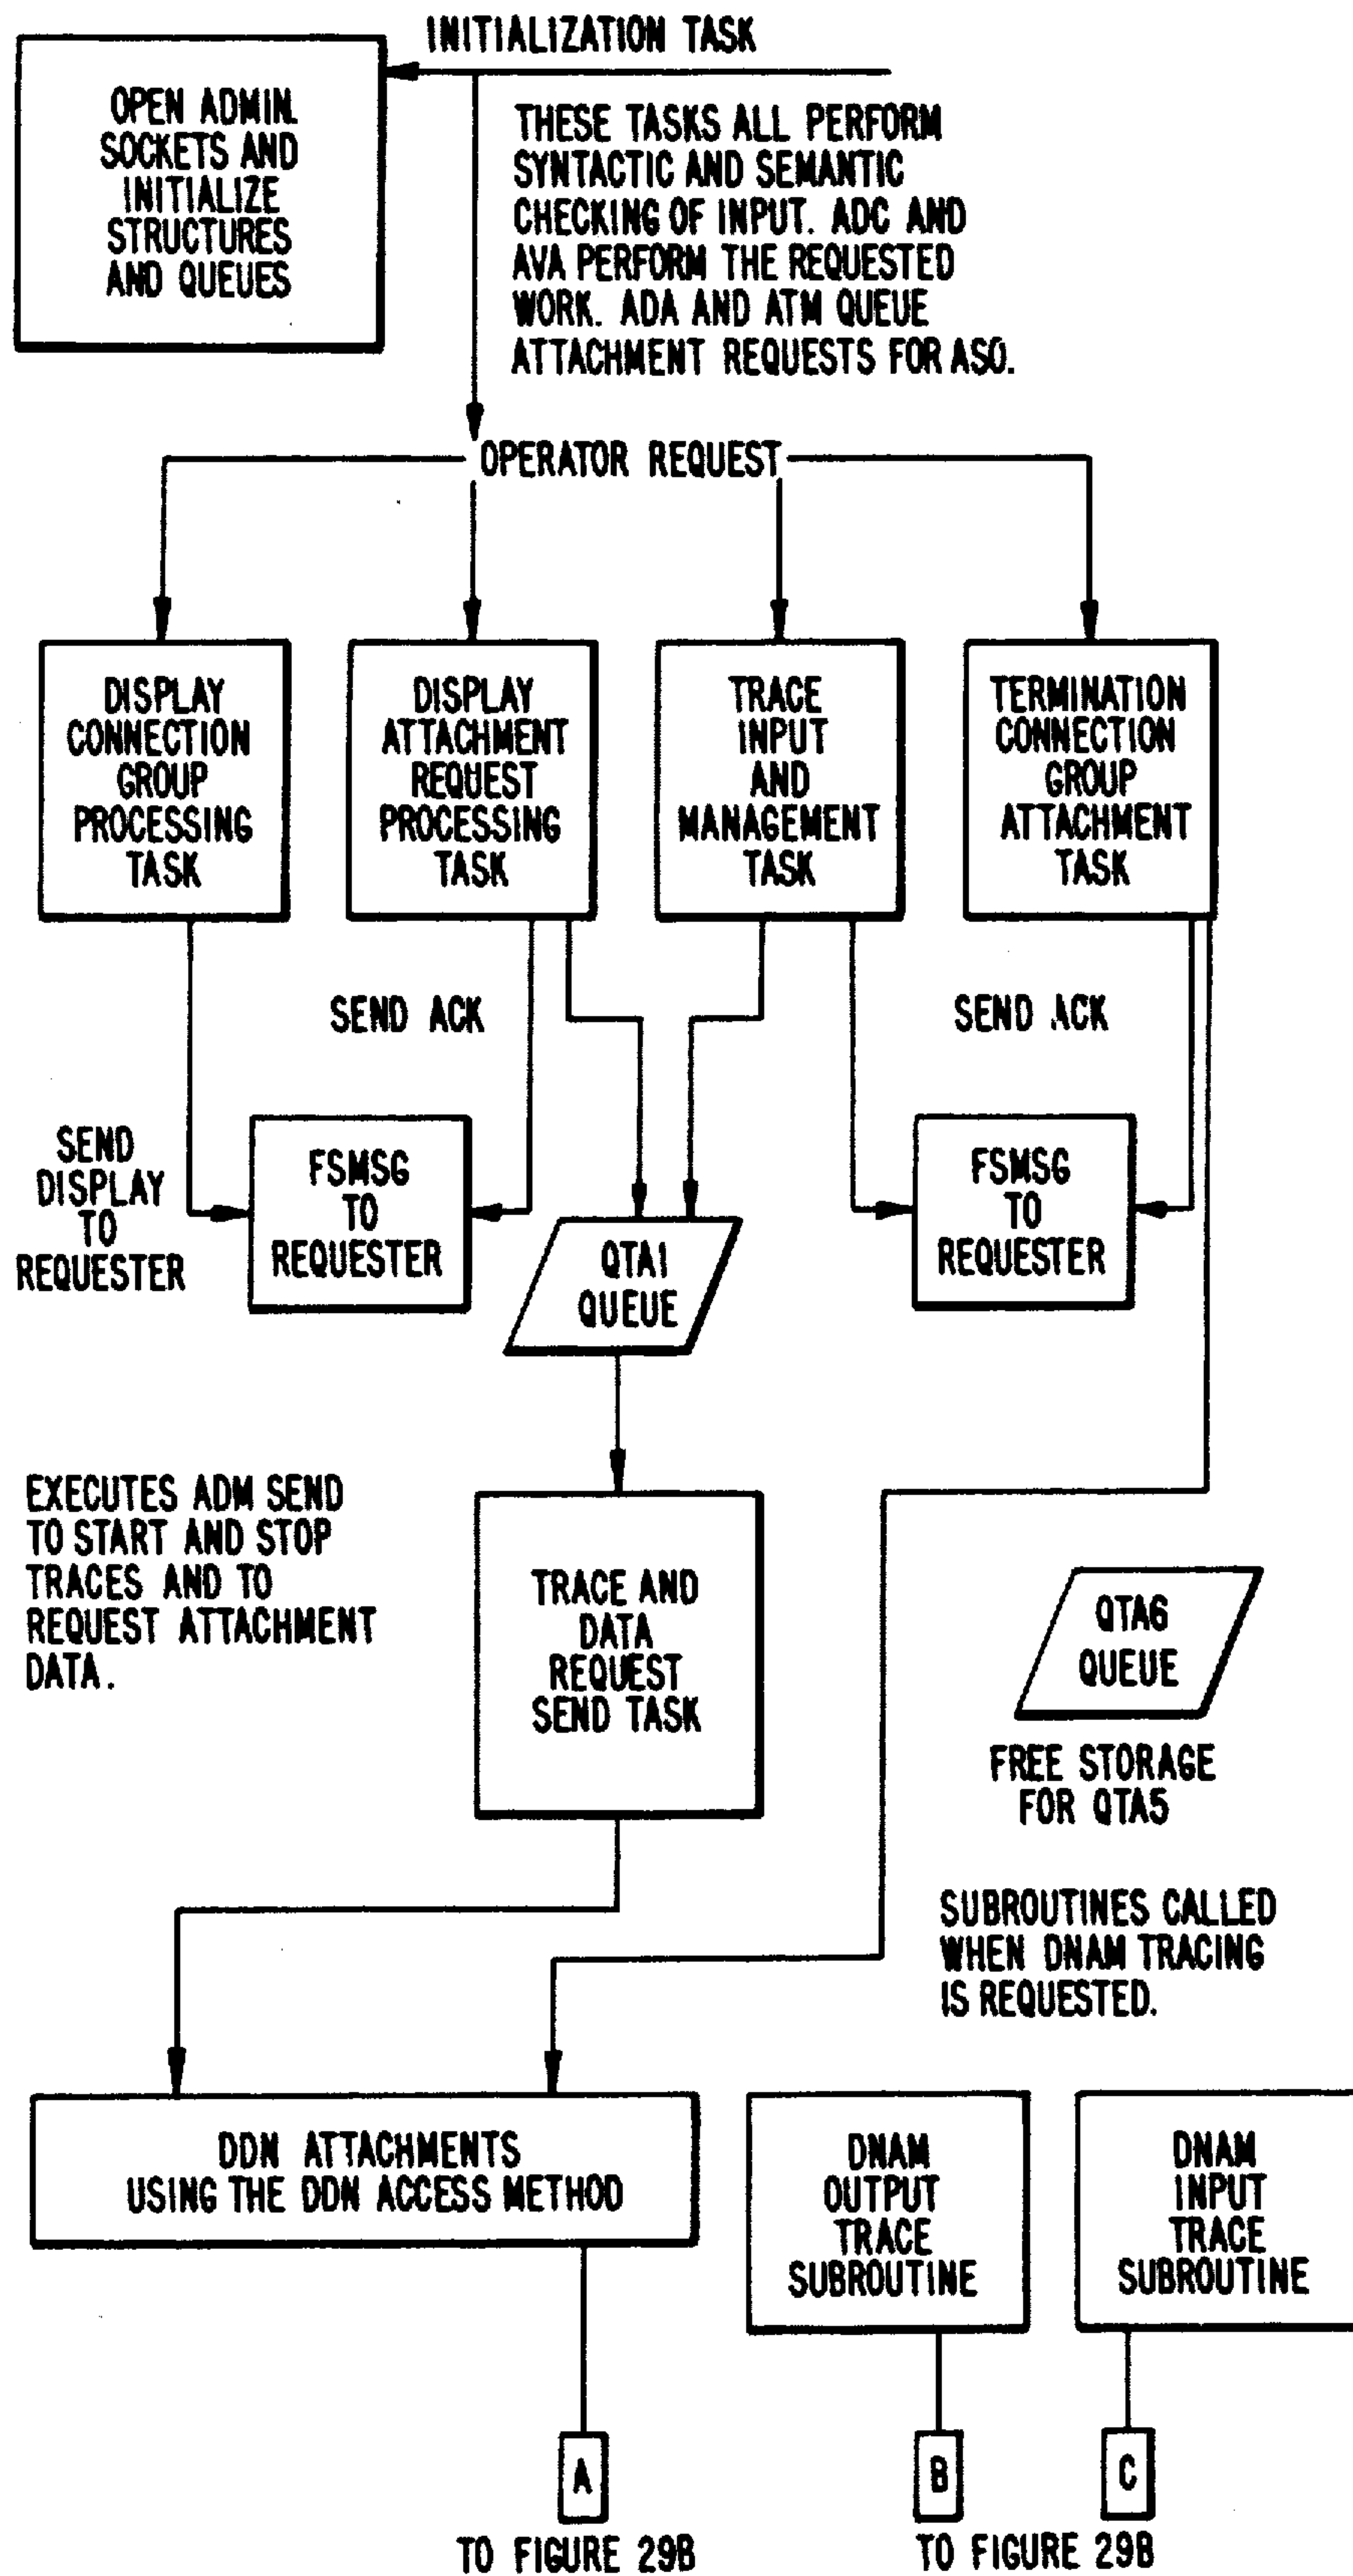 INITIALIZATION TASK
OPEN ADMIN.
SOCKETS AND
INITIALIZE
STRUCTURES
AND QUEUES
THESE TASKS ALL PERFORM
SYNTACTIC AND SEMANTIC
CHECKING OF INPUT. ADC AND
AVA PERFORM THE REQUESTED
WORK. ADA AND ATM QUEUE
ATTACHMENT REQUESTS FOR ASO.
OPERATOR REQUEST
DISPLAY
CONNECTION
GROUP
PROCESSING
TASK
DISPLAY
ATTACHMENT
REQUEST
PROCESSING
TASK
TRACE
INPUT
AND
MANAGEMENT
TASK
TERMINATION
CONNECTION
GROUP
ATTACHMENT
TASK
SEND ACK
SEND ACK
SEND
DISPLAY
TO
REQUESTER
FSMSG
TO
REQUESTER
QTA1
QUEUE
FSMSG
TO
REQUESTER
EXECUTES ADM SEND
TO START AND STOP
TRACES AND TO
REQUEST ATTACHMENT
DATA.
TRACE AND
DATA
REQUEST
SEND TASK
QTA6
QUEUE
FREE STORAGE
FOR QTA5
SUBROUTINES CALLED
WHEN DNAM TRACING
IS REQUESTED.
DDN ATTACHMENTS
USING THE DDN ACCESS METHOD
DNAM
OUTPUT
TRACE
SUBROUTINE
DNAM
INPUT
TRACE
SUBROUTINE
A
B
C
TO FIGURE 29B
TO FIGURE 29B